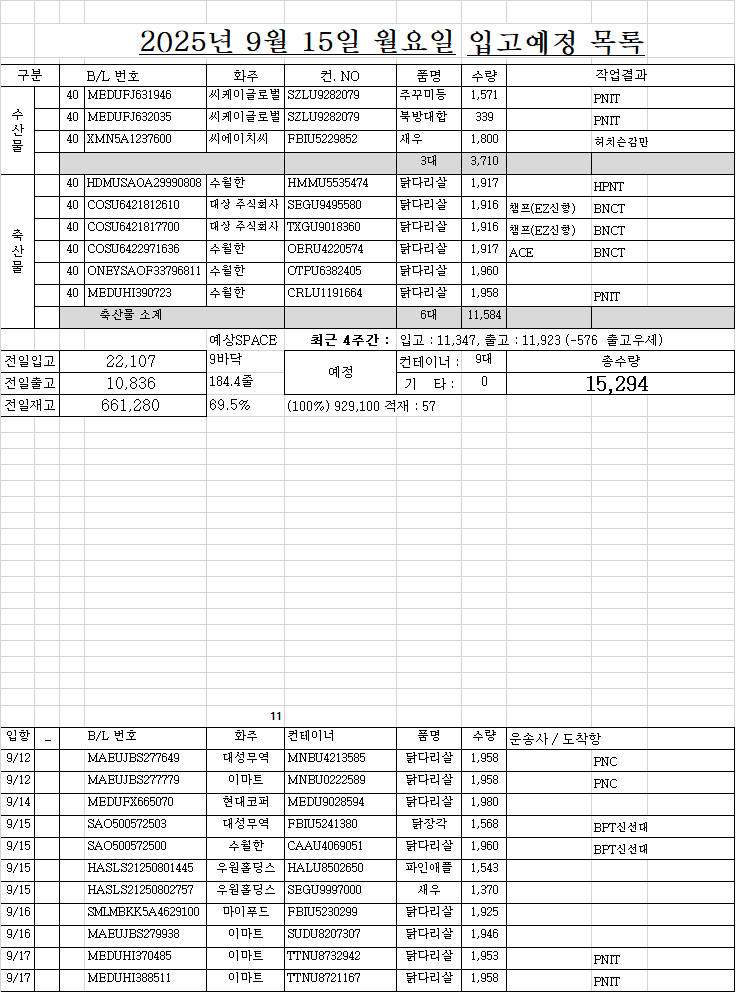 2025년 9월 15일 월요일 입고예정 목록
구분 B/L 번호 화주 컨. NO 품명 수량 작업결과
수산물
40 MEDUFJ631946 씨케이글로벌 SZLU9282079 주꾸미등 1,571 PNIT
40 MEDUFJ632035 씨케이글로벌 SZLU9282079 북방대합 339 PNIT
40 XMN5A1237600 씨에이치씨 FBIU5229852 새우 1,800 허치슨감만
3대 3,710
축산물
40 HDMUSAOA29990808 수월한 HMMU5535474 닭다리살 1,917 HPNT
40 COSU6421812610 대상 주식회사 SEGU9495580 닭다리살 1,916 챔프(EZ신항) BNCT
40 COSU6421817700 대상 주식회사 TXGU9018360 닭다리살 1,916 챔프(EZ신항) BNCT
40 COSU6422971636 수월한 OERU4220574 닭다리살 1,917 ACE BNCT
40 ONEYSAOF33796811 수월한 OTPU6382405 닭다리살 1,960
40 MEDUHI390723 수월한 CRLU1191664 닭다리살 1,958 PNIT
축산물 소계 6대 11,584
예상SPACE 최근 4주간 : 입고 : 11,347, 출고 : 11,923 (-576 출고우세)
전일입고 22,107 9바닥 예정 컨테이너 : 9대 총수량
전일출고 10,836 184.4줄 기 타 : 0 15,294
전일재고 661,280 69.5% (100%) 929,100 적재 : 57
11
입항 _ B/L 번호 화주 컨테이너 품명 수량 운송사 / 도착항
9/12 MAEUJBS277649 대성무역 MNBU4213585 닭다리살 1,958 PNC
9/12 MAEUJBS277779 이마트 MNBU0222589 닭다리살 1,958 PNC
9/14 MEDUFX665070 현대코퍼 MEDU9028594 닭다리살 1,980
9/15 SAO500572503 대성무역 FBIU5241380 닭장각 1,568 BPT신선대
9/15 SAO500572500 수월한 CAAU4069051 닭다리살 1,960 BPT신선대
9/15 HASLS21250801445 우원홀딩스 HALU8502650 파인애플 1,543
9/15 HASLS21250802757 우원홀딩스 SEGU9997000 새우 1,370
9/16 SMLMBKK5A4629100 마이푸드 FBIU5230299 닭다리살 1,925
9/16 MAEUJBS279938 이마트 SUDU8207307 닭다리살 1,946
9/17 MEDUHI370485 이마트 TTNU8732942 닭다리살 1,953 PNIT
9/17 MEDUHI388511 이마트 TTNU8721167 닭다리살 1,958 PNIT